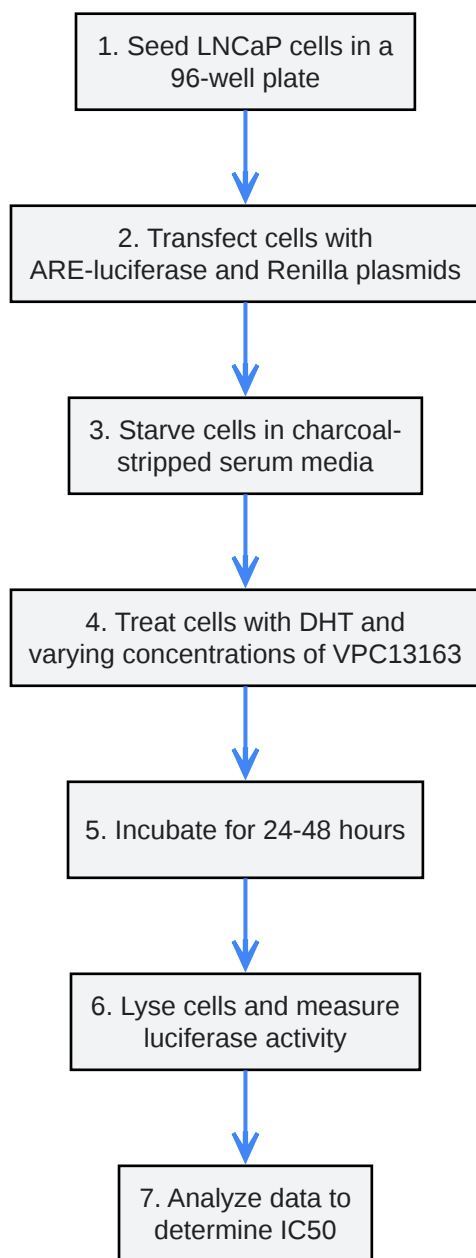 1. Seed LNCaP cells in a
96-well plate
2. Transfect cells with
ARE-luciferase and Renilla plasmids
3. Starve cells in charcoal-
stripped serum media
4. Treat cells with DHT and
varying concentrations of VPC13163
5. Incubate for 24-48 hours
6. Lyse cells and measure
luciferase activity
7. Analyze data to
determine IC50